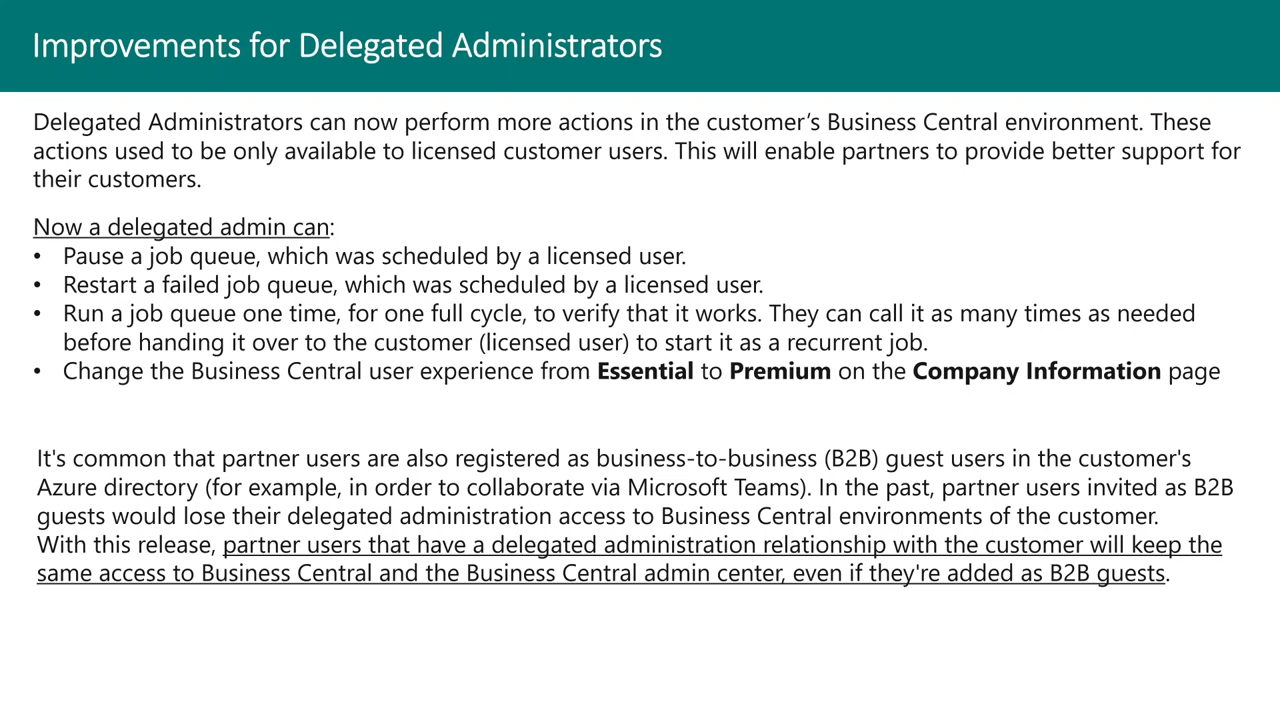 Improvements for Delegated Administrators
Delegated Administrators can now perform more actions in the customer’s Business Central environment. These
actions used to be only available to licensed customer users. This will enable partners to provide better support for
their customers.
Now a delegated admin can:
• Pause a job queue, which was scheduled by a licensed user.
• Restart a failed job queue, which was scheduled by a licensed user.
• Run a job queue one time, for one full cycle, to verify that it works. They can call it as many times as needed
before handing it over to the customer (licensed user) to start it as a recurrent job.
• Change the Business Central user experience from Essential to Premium on the Company Information page
It's common that partner users are also registered as business-to-business (B2B) guest users in the customer's
Azure directory (for example, in order to collaborate via Microsoft Teams). In the past, partner users invited as B2B
guests would lose their delegated administration access to Business Central environments of the customer.
With this release, partner users that have a delegated administration relationship with the customer will keep the
same access to Business Central and the Business Central admin center, even if they're added as B2B guests.